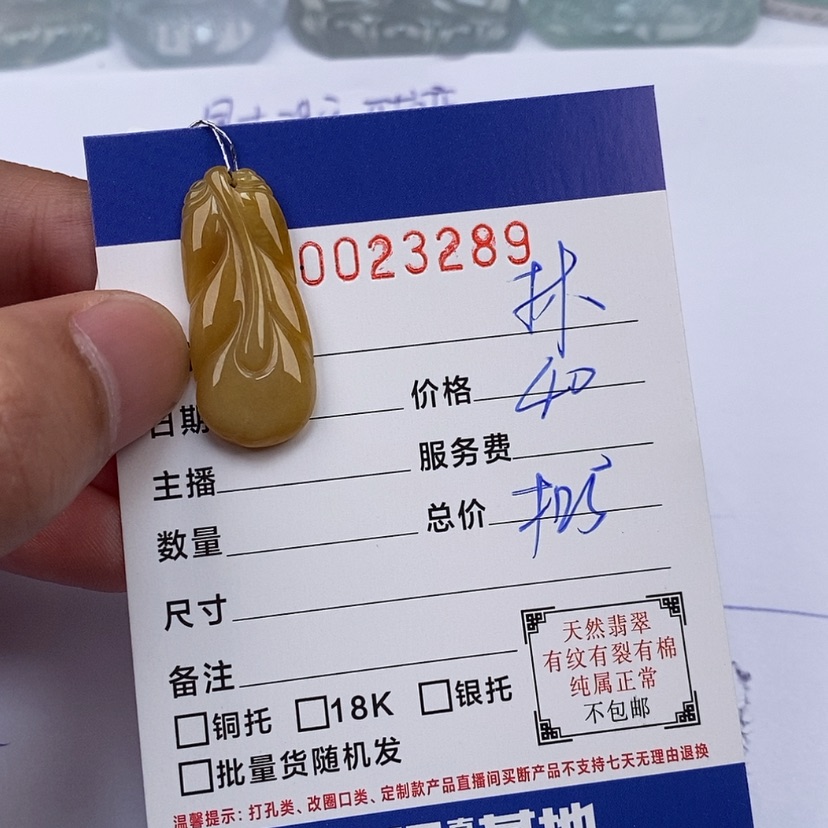 0023289
日期 价格 40
主播 服务费
数量 总价
尺寸
备注
天然翡翠
有纹有裂有棉
纯属正常
不包邮
□铜托 □18K □银托
□批量货随机发
温馨提示：打孔类、改圈口类、定制款产品直播间买断产品不支持七天无理由退换
基地